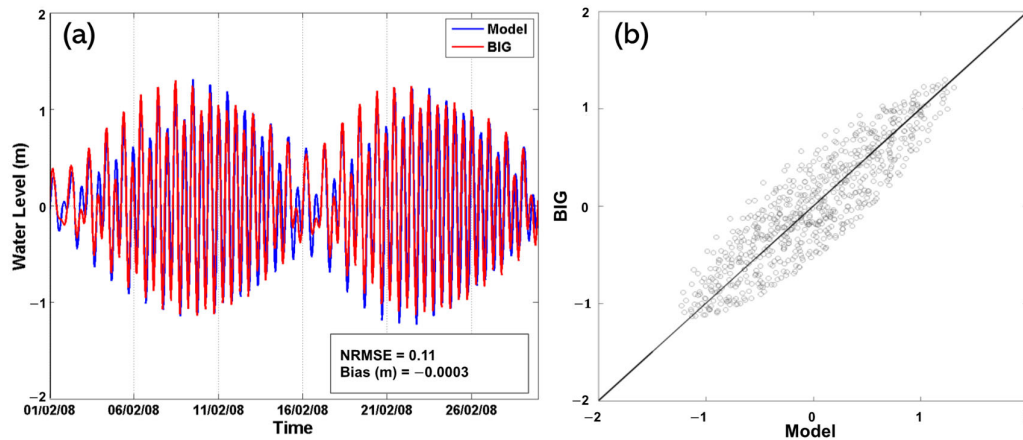 (a)
Model
BIG
2
1
0
−1
−2
Water Level (m)
NRMSE = 0.11
Bias (m) = −0.0003
01/02/08 06/02/08 11/02/08 16/02/08 21/02/08 26/02/08
Time
(b)
2
1
0
−1
−2
BIG
−2 −1 0 1 2
Model